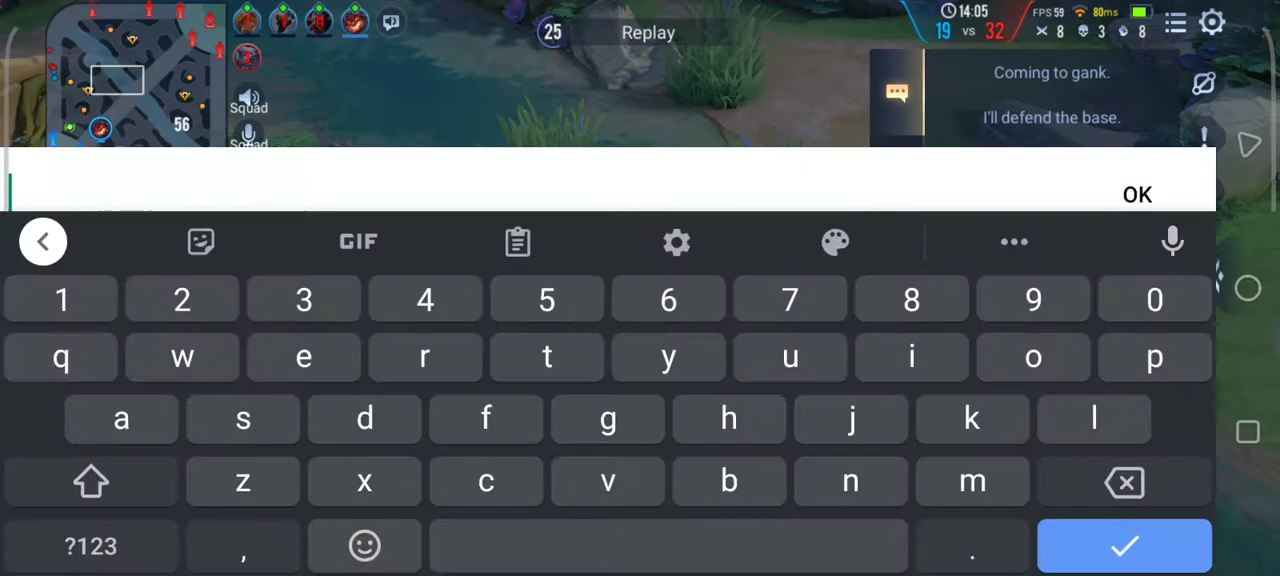 25 Replay
14:05
19 vs 32
FPS 59 80ms
8 3 8
Squad
Squad
56
Coming to gank.
I'll defend the base.
OK
GIF
1 2 3 4 5 6 7 8 9 0
q w e r t y u i o p
a s d f g h j k l
z x c v b n m
?123 , .